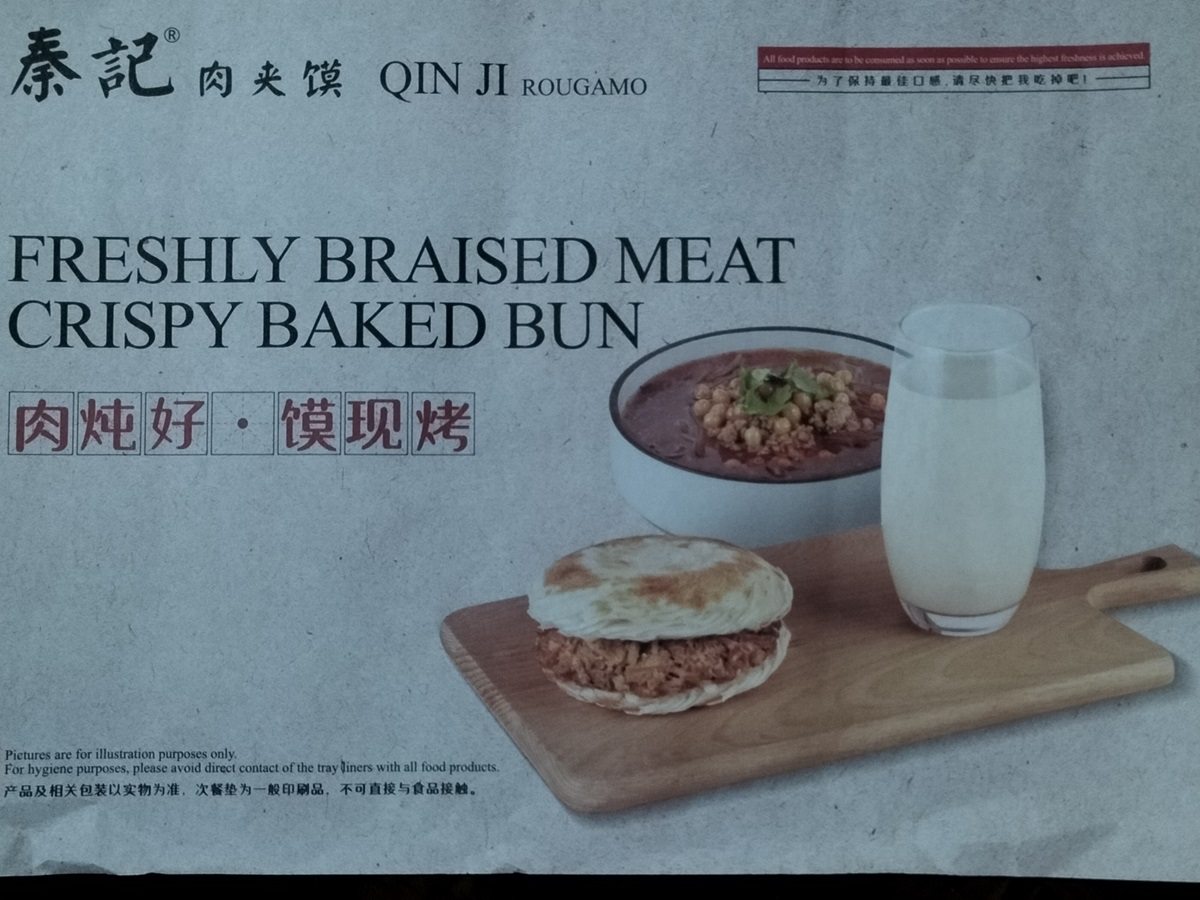 秦記® 肉夹馍 QIN JI ROUGAMO
All food products are to be consumed as soon as possible to ensure the highest freshness is achieved.
为了保持最佳口感,请尽快把我吃掉吧!
FRESHLY BRAISED MEAT
CRISPY BAKED BUN
肉炖好·馍现烤
Pictures are for illustration purposes only.
For hygiene purposes, please avoid direct contact of the tray liners with all food products.
产品及相关包装以实物为准，次餐垫为一般印刷品，不可直接与食品接触。